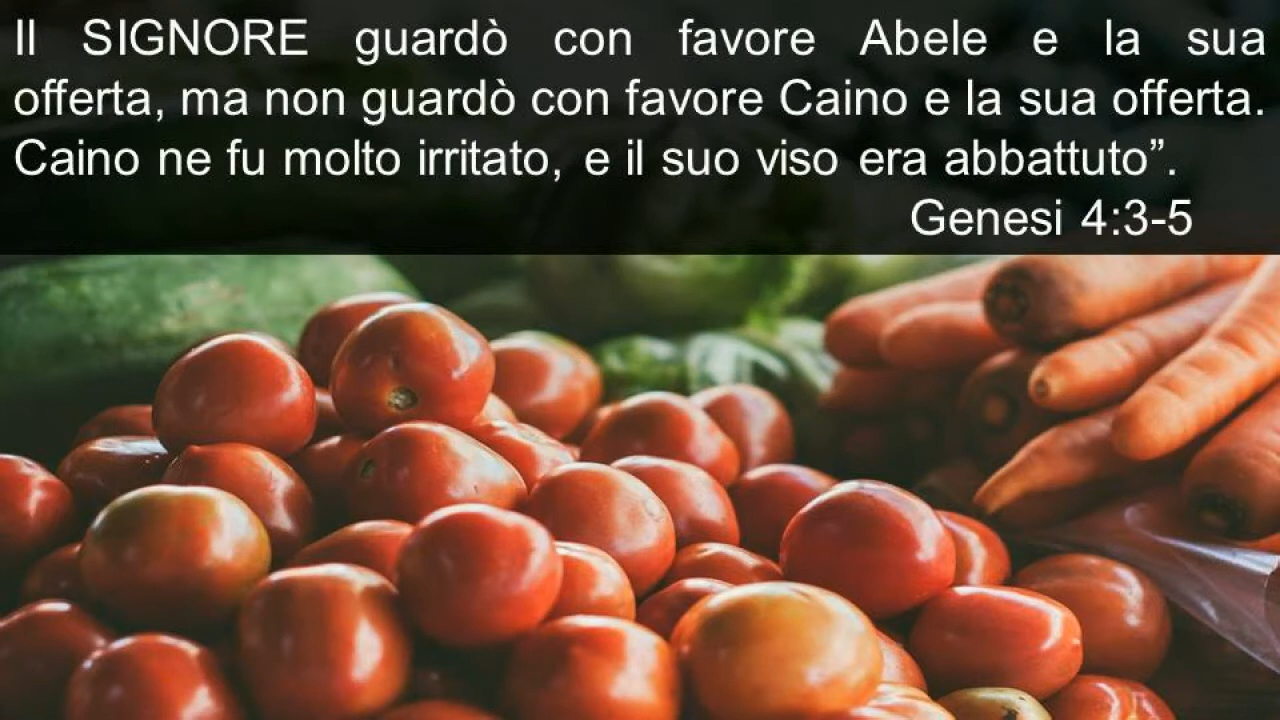 Il SIGNORE guardò con favore Abele e la sua
offerta, ma non guardò con favore Caino e la sua offerta.
Caino ne fu molto irritato, e il suo viso era abbattuto”.
Genesi 4:3-5